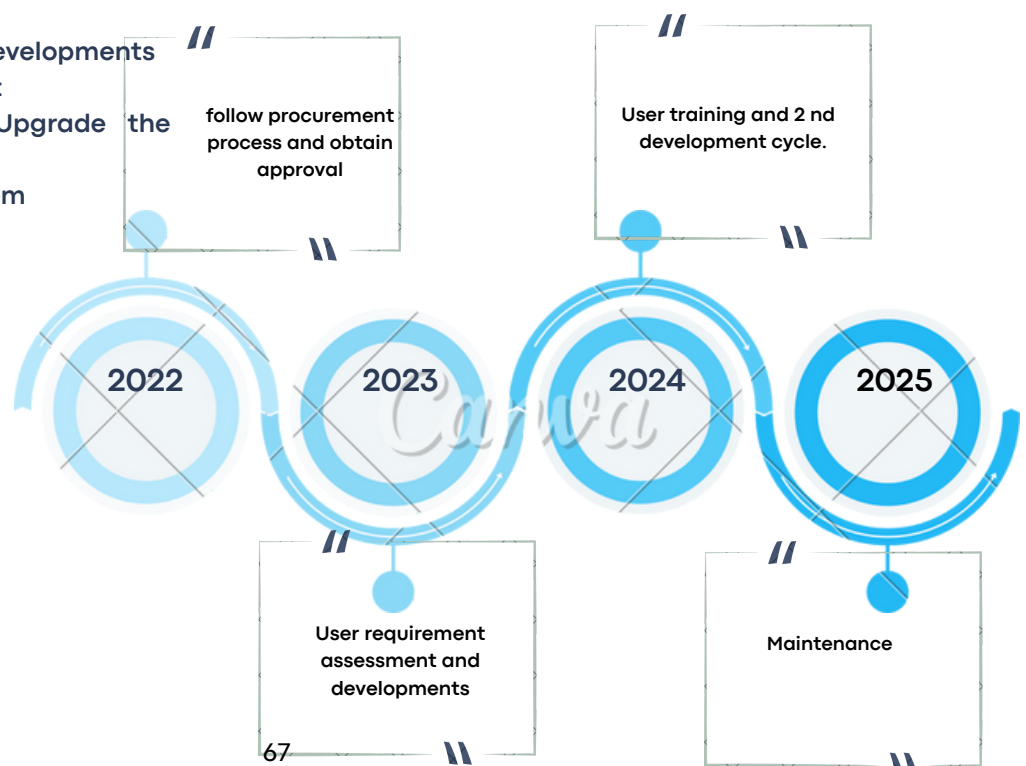 evelopments
Upgrade the
m
follow procurement
process and obtain
approval
User training and 2 nd
development cycle.
2022
2023
2024
2025
Canva
User requirement
assessment and
developments
Maintenance
67